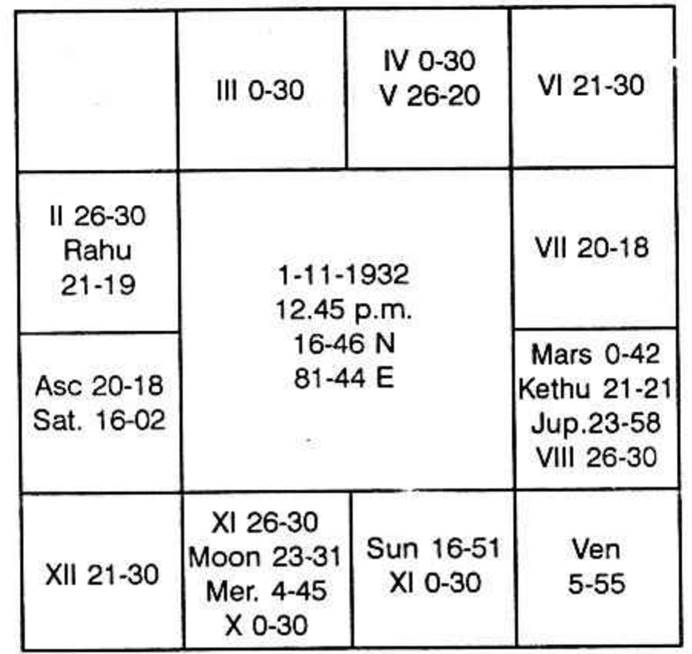 III 0-30
IV 0-30
V 26-20
VI 21-30
II 26-30
Rahu
21-19
1-11-1932
12.45 p.m.
16-46 N
81-44 E
VII 20-18
Asc 20-18
Sat. 16-02
Mars 0-42
Kethu 21-21
Jup.23-58
VIII 26-30
XII 21-30
XI 26-30
Moon 23-31
Mer. 4-45
X 0-30
Sun 16-51
XI 0-30
Ven
5-55